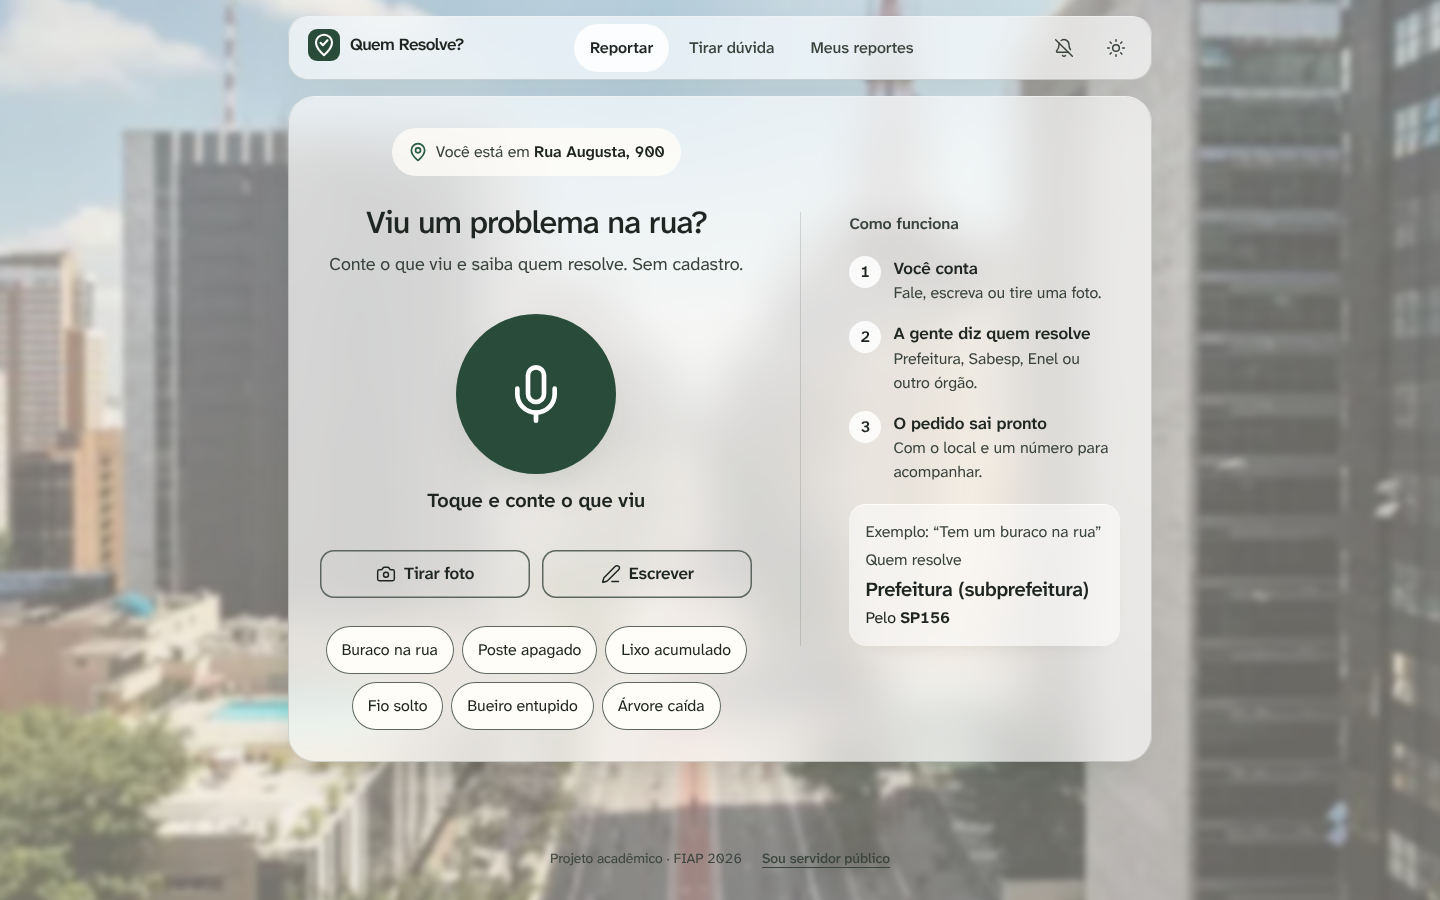 Quem Resolve?
Reportar
Tirar dúvida
Meus reportes
Você está em Rua Augusta, 900
Viu um problema na rua?
Conte o que viu e saiba quem resolve. Sem cadastro.
Toque e conte o que viu
Tirar foto
Escrever
Buraco na rua
Poste apagado
Lixo acumulado
Fio solto
Bueiro entupido
Árvore caída
Como funciona
1
Você conta
Fale, escreva ou tire uma foto.
2
A gente diz quem resolve
Prefeitura, Sabesp, Enel ou
outro órgão.
3
O pedido sai pronto
Com o local e um número para
acompanhar.
Exemplo: “Tem um buraco na rua”
Quem resolve
Prefeitura (subprefeitura)
Pelo SP156
Projeto acadêmico · FIAP 2026
Sou servidor público